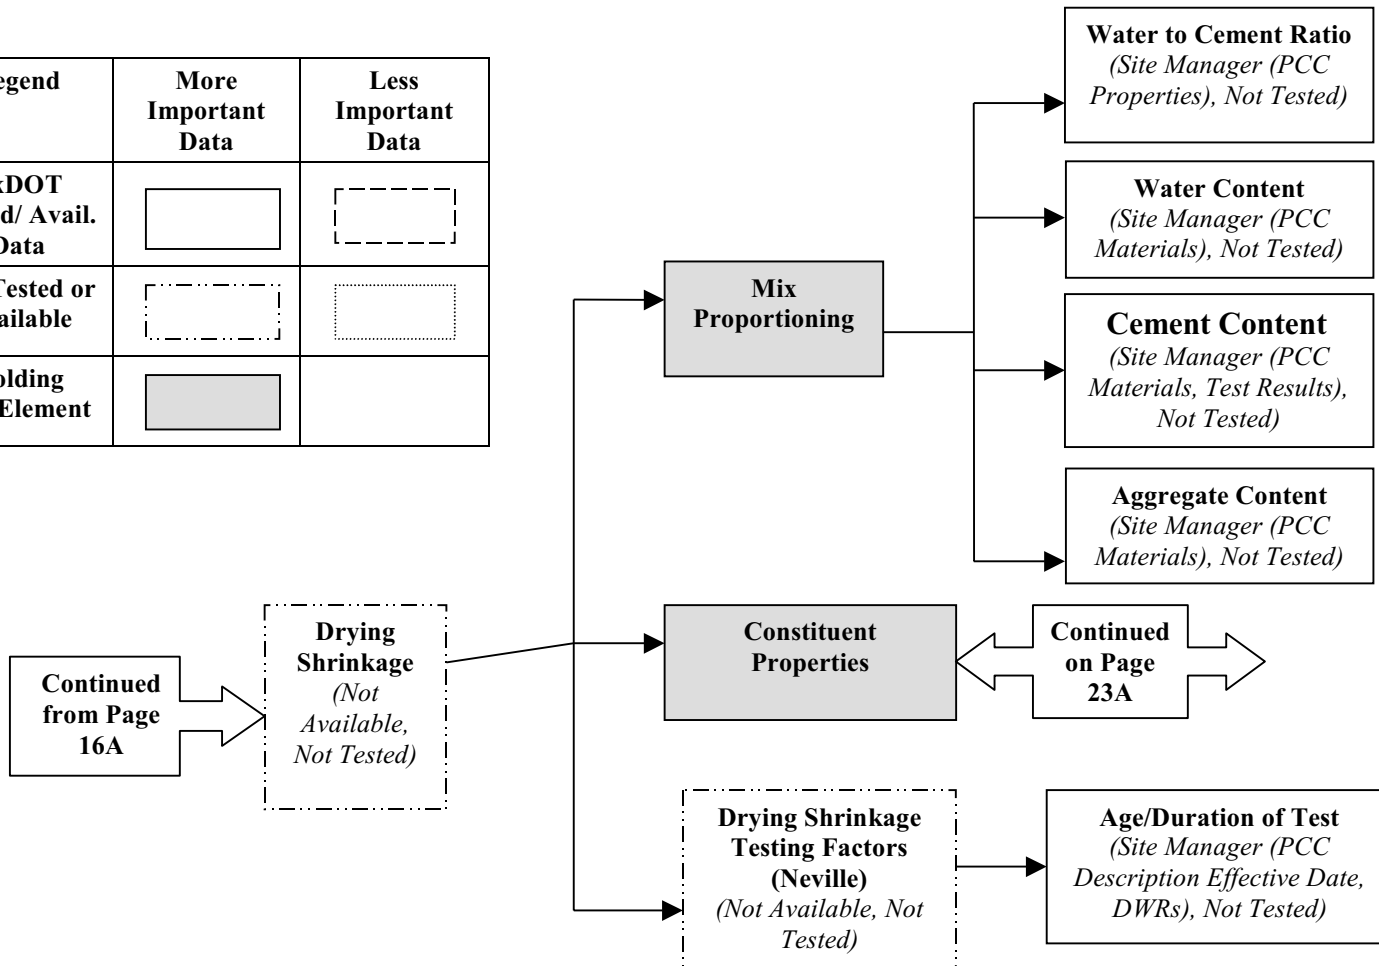 egend
More
Important
Data
Less
Important
Data
xDOT
d/ Avail.
Data
Tested or
ailable
olding
Element
Water to Cement Ratio
(Site Manager (PCC
Properties), Not Tested)
Water Content
(Site Manager (PCC
Materials), Not Tested)
Mix
Proportioning
Cement Content
(Site Manager (PCC
Materials, Test Results),
Not Tested)
Aggregate Content
(Site Manager (PCC
Materials), Not Tested)
Continued
from Page
16A
Drying
Shrinkage
(Not
Available,
Not Tested)
Constituent
Properties
Continued
on Page
23A
Drying Shrinkage
Testing Factors
(Neville)
(Not Available, Not
Tested)
Age/Duration of Test
(Site Manager (PCC
Description Effective Date,
DWRs), Not Tested)